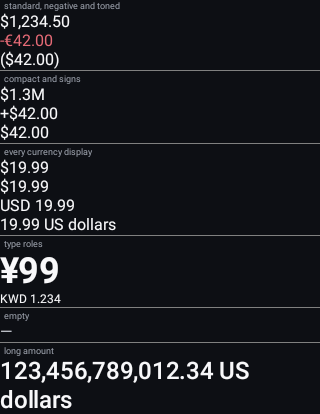 standard, negative and toned
$1,234.50
-€42.00
($42.00)
compact and signs
$1.3M
+$42.00
$42.00
every currency display
$19.99
$19.99
USD 19.99
19.99 US dollars
type roles
¥99
KWD 1.234
empty
—
long amount
123,456,789,012.34 US
dollars